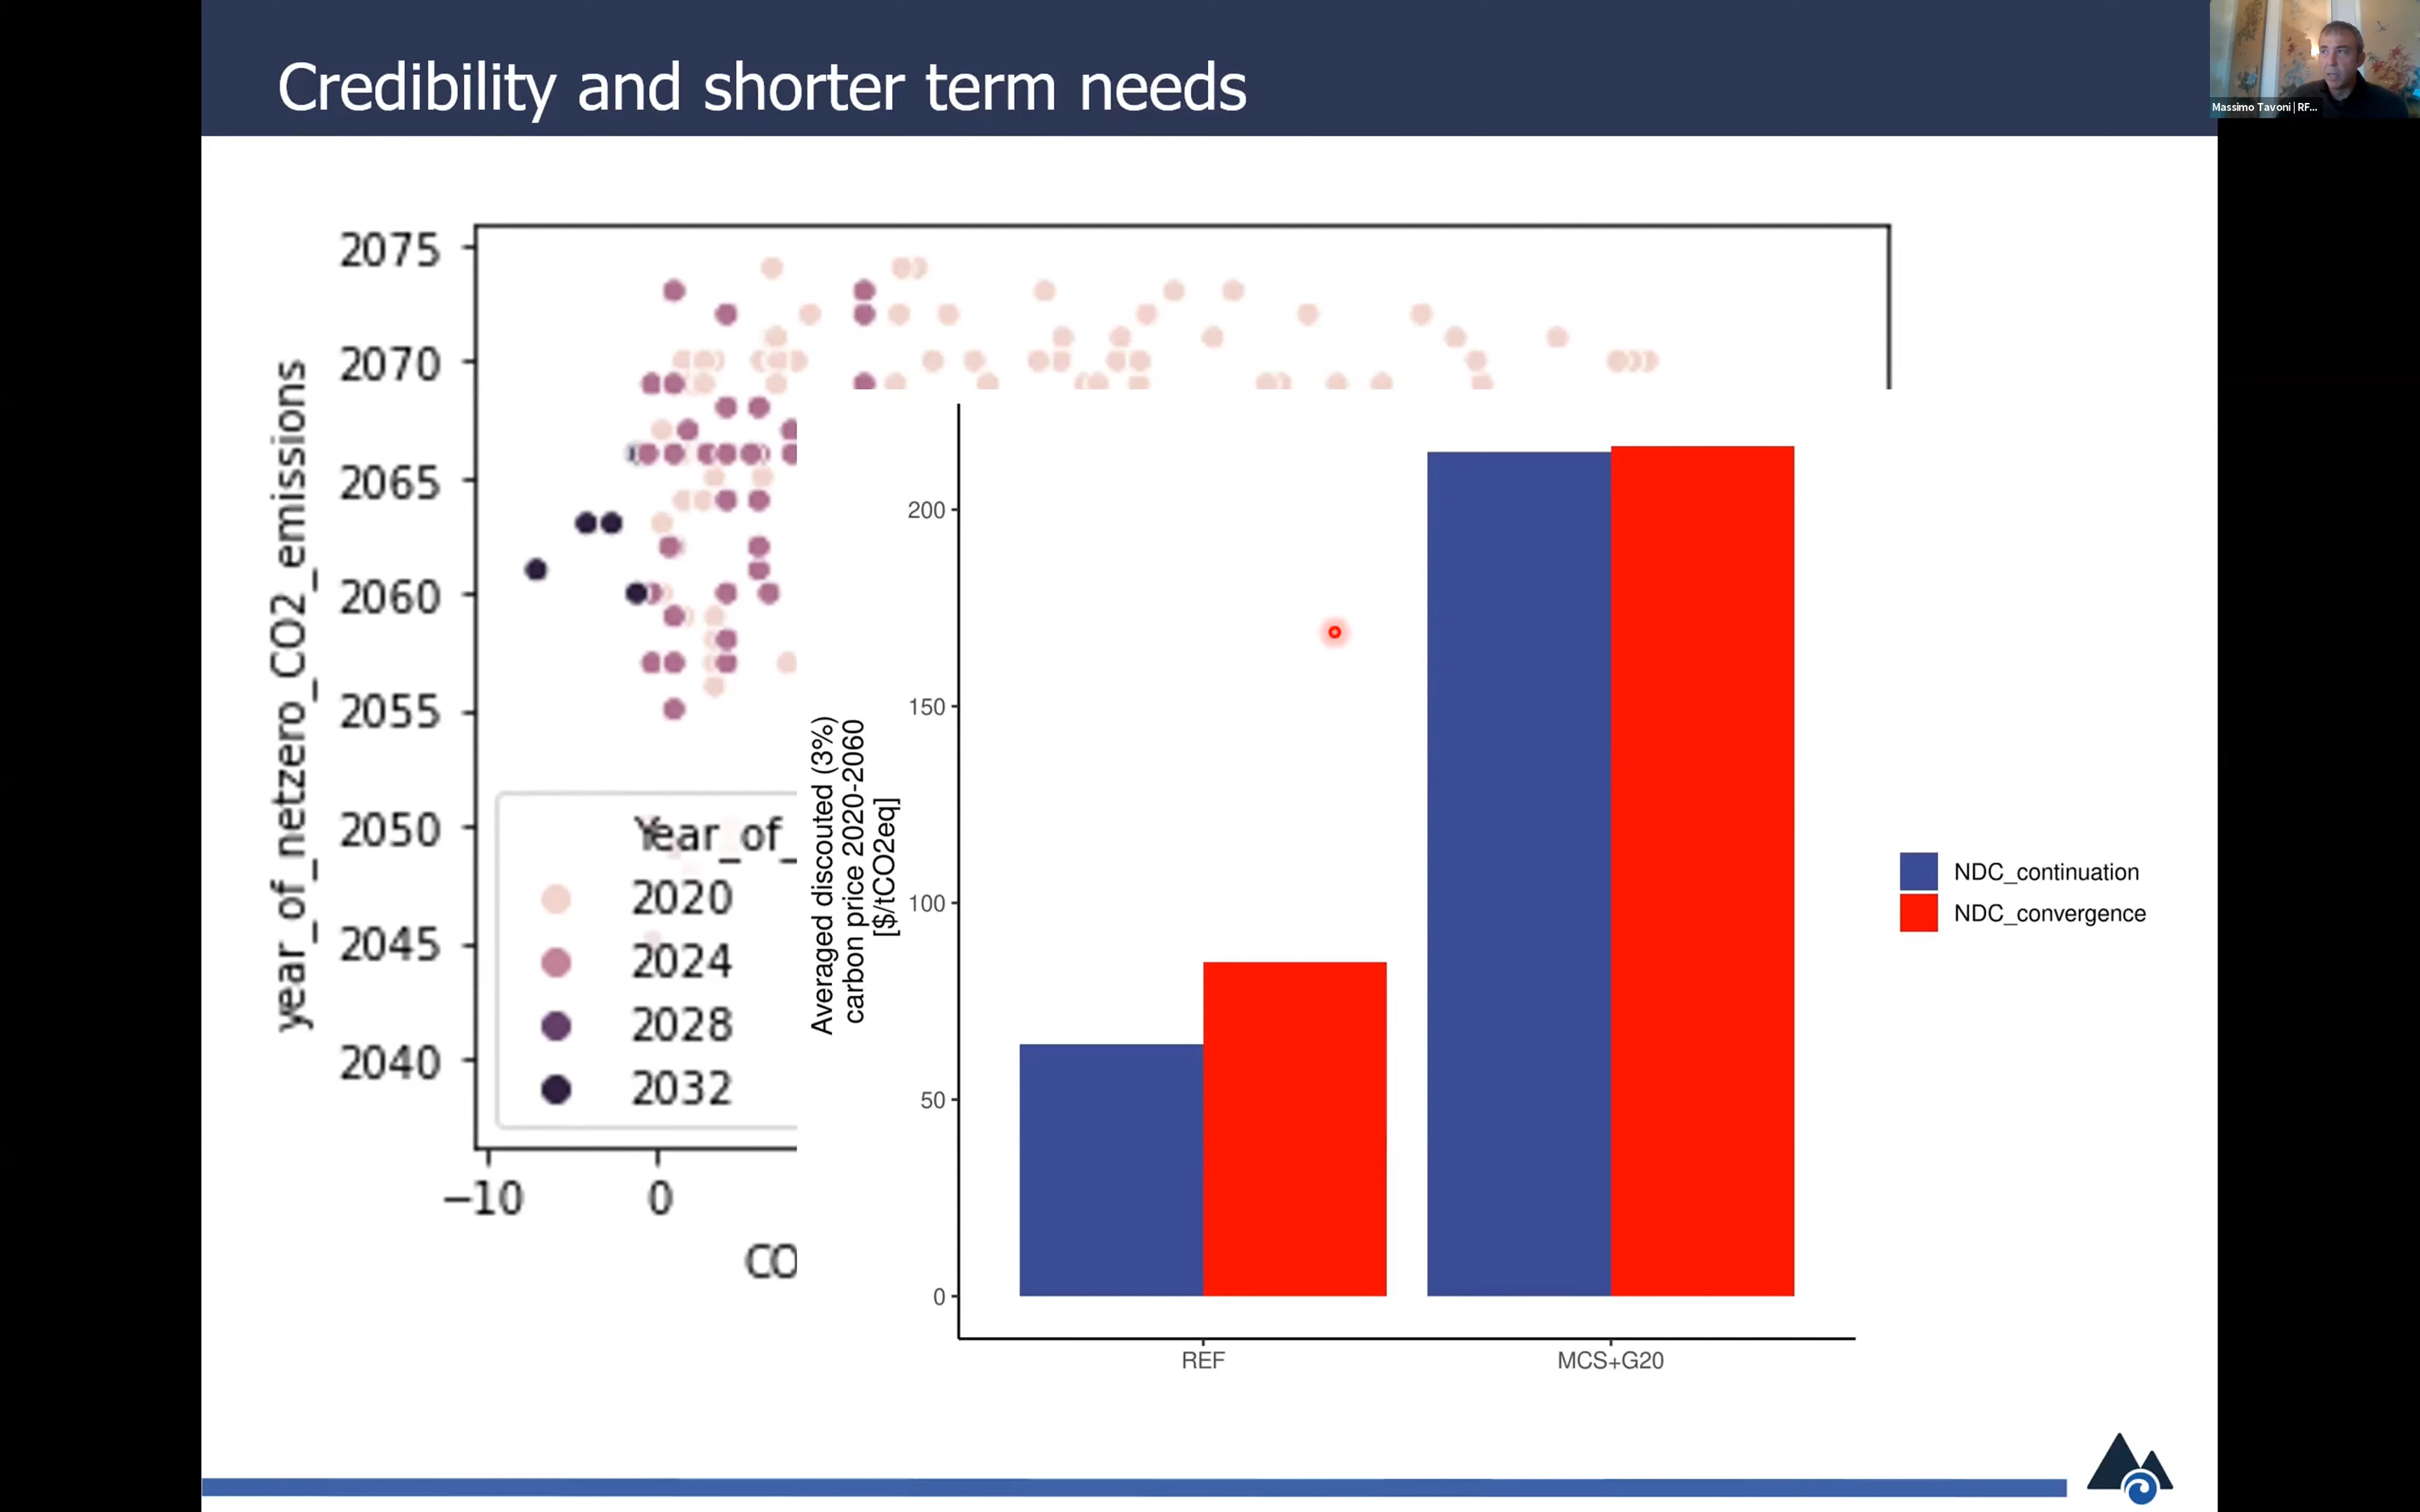 Credibility and shorter term needs
Massimo Tavoni | RF...
year_of_netzero_CO2_emissions
2075
2070
2065
2060
2055
2050
2045
2040
Year_of_
2020
2024
2028
2032
−10
0
CO
Averaged discouted (3%)
carbon price 2020-2060
[$/tCO2eq]
200
150
100
50
0
REF
MCS+G20
NDC_continuation
NDC_convergence